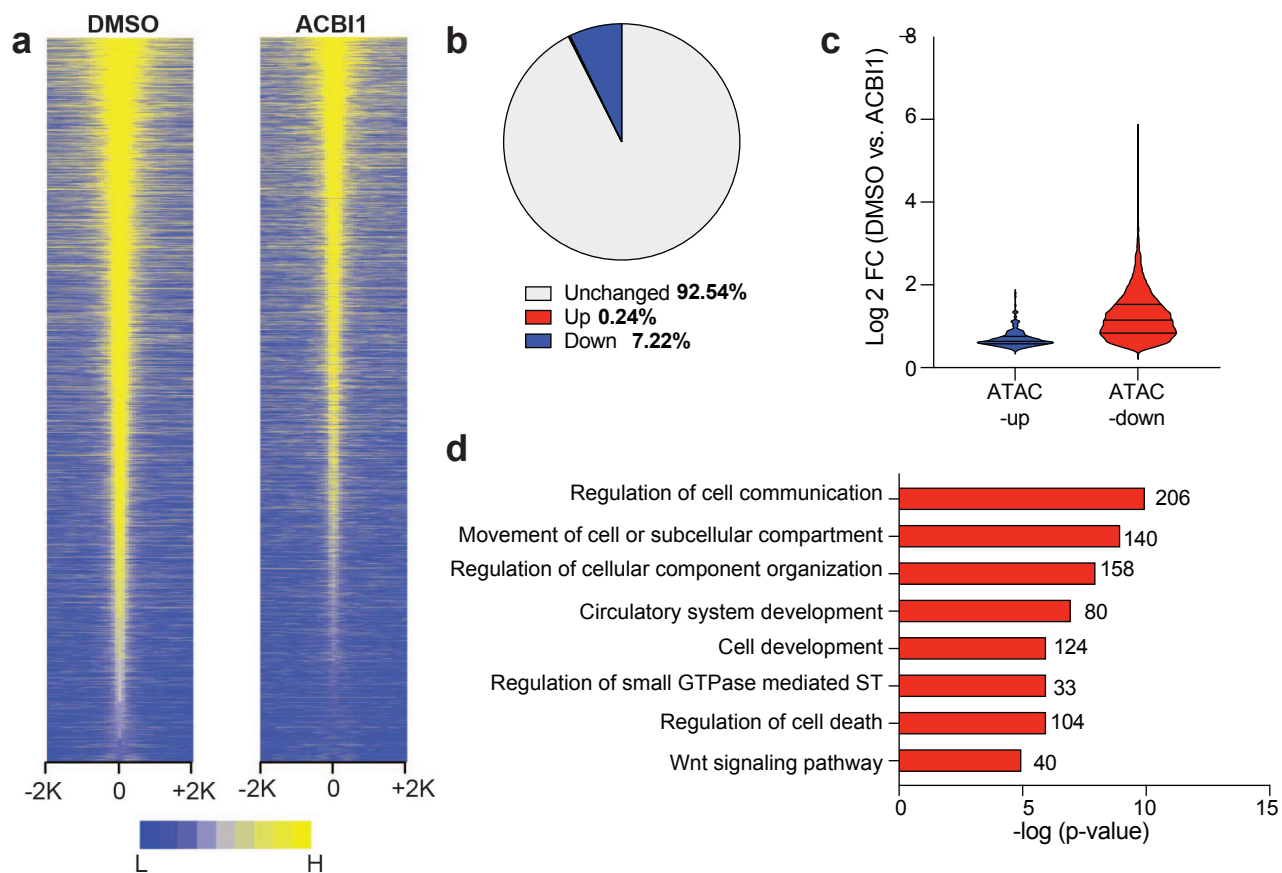 a
DMSO
ACBI1
-2K
0
+2K
-2K
0
+2K
L
H
b
Unchanged 92.54%
Up 0.24%
Down 7.22%
c
Log 2 FC (DMSO vs. ACBI1)
-8
6
4
2
0
ATAC
-up
ATAC
-down
d
Regulation of cell communication
206
Movement of cell or subcellular compartment
140
Regulation of cellular component organization
158
Circulatory system development
80
Cell development
124
Regulation of small GTPase mediated ST
33
Regulation of cell death
104
Wnt signaling pathway
40
0
5
10
15
-log (p-value)